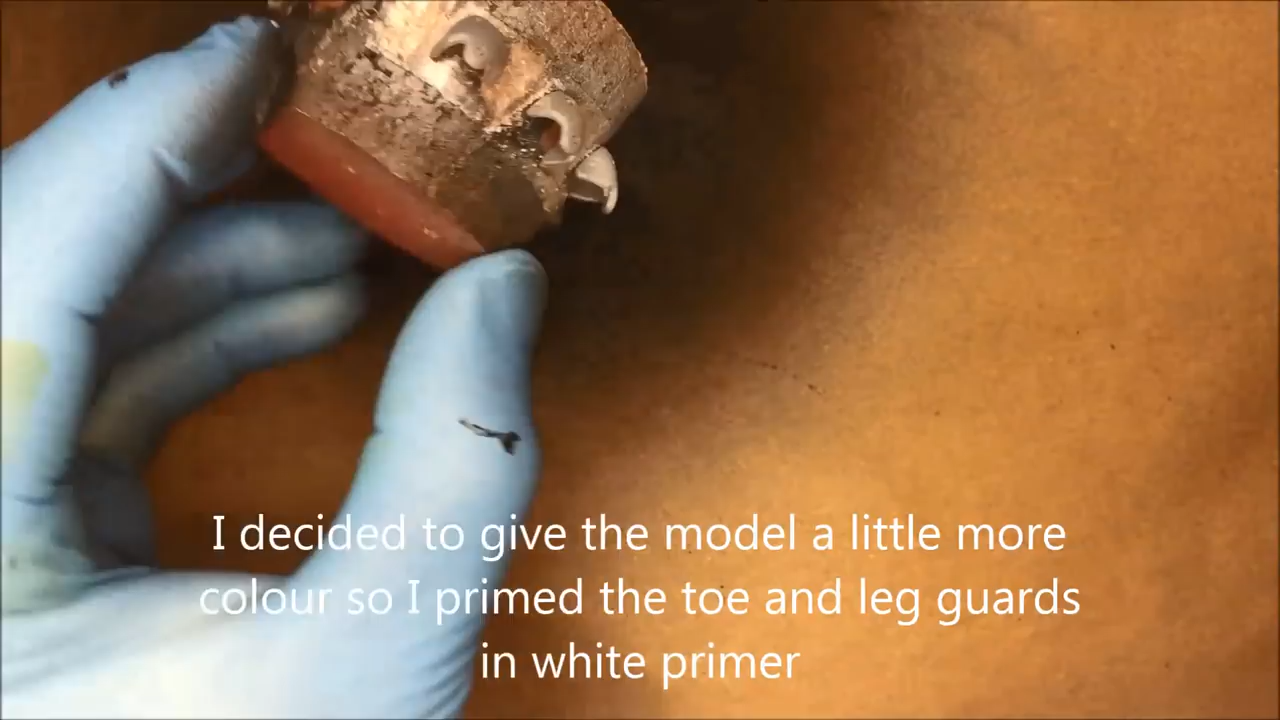 I decided to give the model a little more
colour so I primed the toe and leg guards
in white primer